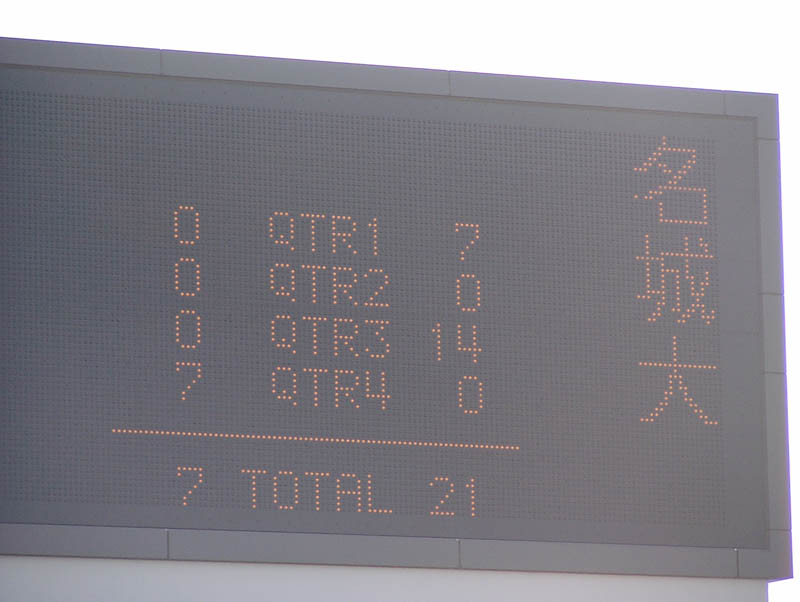 0 QTR1 7
0 QTR2 0
0 QTR3 14
7 QTR4 0
7 TOTAL 21
名城大